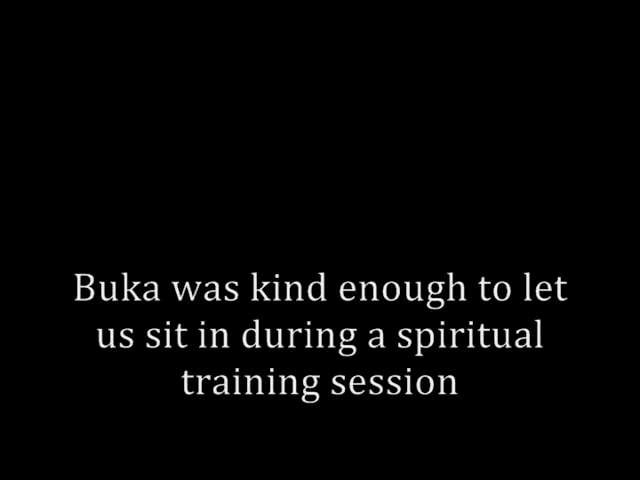 Buka was kind enough to let
us sit in during a spiritual
training session